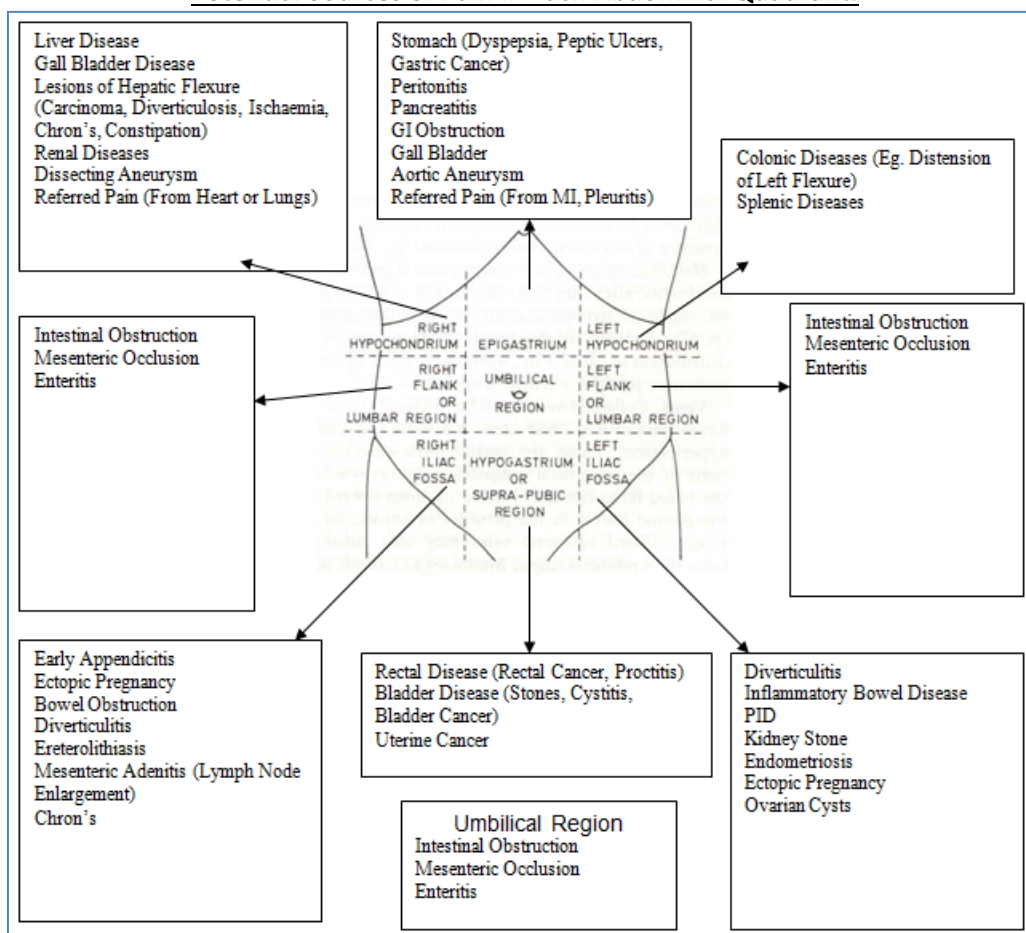 Liver Disease
Gall Bladder Disease
Lesions of Hepatic Flexure
(Carcinoma, Diverticulosis, Ischaemia,
Chron's, Constipation)
Renal Diseases
Dissecting Aneurysm
Referred Pain (From Heart or Lungs)
Stomach (Dyspepsia, Peptic Ulcers,
Gastric Cancer)
Peritonitis
Pancreatitis
GI Obstruction
Gall Bladder
Aortic Aneurysm
Referred Pain (From MI, Pleuritis)
Colonic Diseases (Eg. Distension
of Left Flexure)
Splenic Diseases
Intestinal Obstruction
Mesenteric Occlusion
Enteritis
RIGHT
HYPOCHONDRIUM
EPIGASTRIUM
LEFT
HYPOCHONDRIUM
RIGHT
FLANK
OR
LUMBAR REGION
UMBILICAL
REGION
LEFT
FLANK
OR
LUMBAR REGION
RIGHT
ILIAC
FOSSA
HYPOGASTRIUM
OR
SUPRA-PUBIC
REGION
LEFT
ILIAC
FOSSA
Intestinal Obstruction
Mesenteric Occlusion
Enteritis
Early Appendicitis
Ectopic Pregnancy
Bowel Obstruction
Diverticulitis
Ereterolithiasis
Mesenteric Adenitis (Lymph Node
Enlargement)
Chron's
Rectal Disease (Rectal Cancer, Proctitis)
Bladder Disease (Stones, Cystitis,
Bladder Cancer)
Uterine Cancer
Diverticulitis
Inflammatory Bowel Disease
PID
Kidney Stone
Endometriosis
Ectopic Pregnancy
Ovarian Cysts
Umbilical Region
Intestinal Obstruction
Mesenteric Occlusion
Enteritis